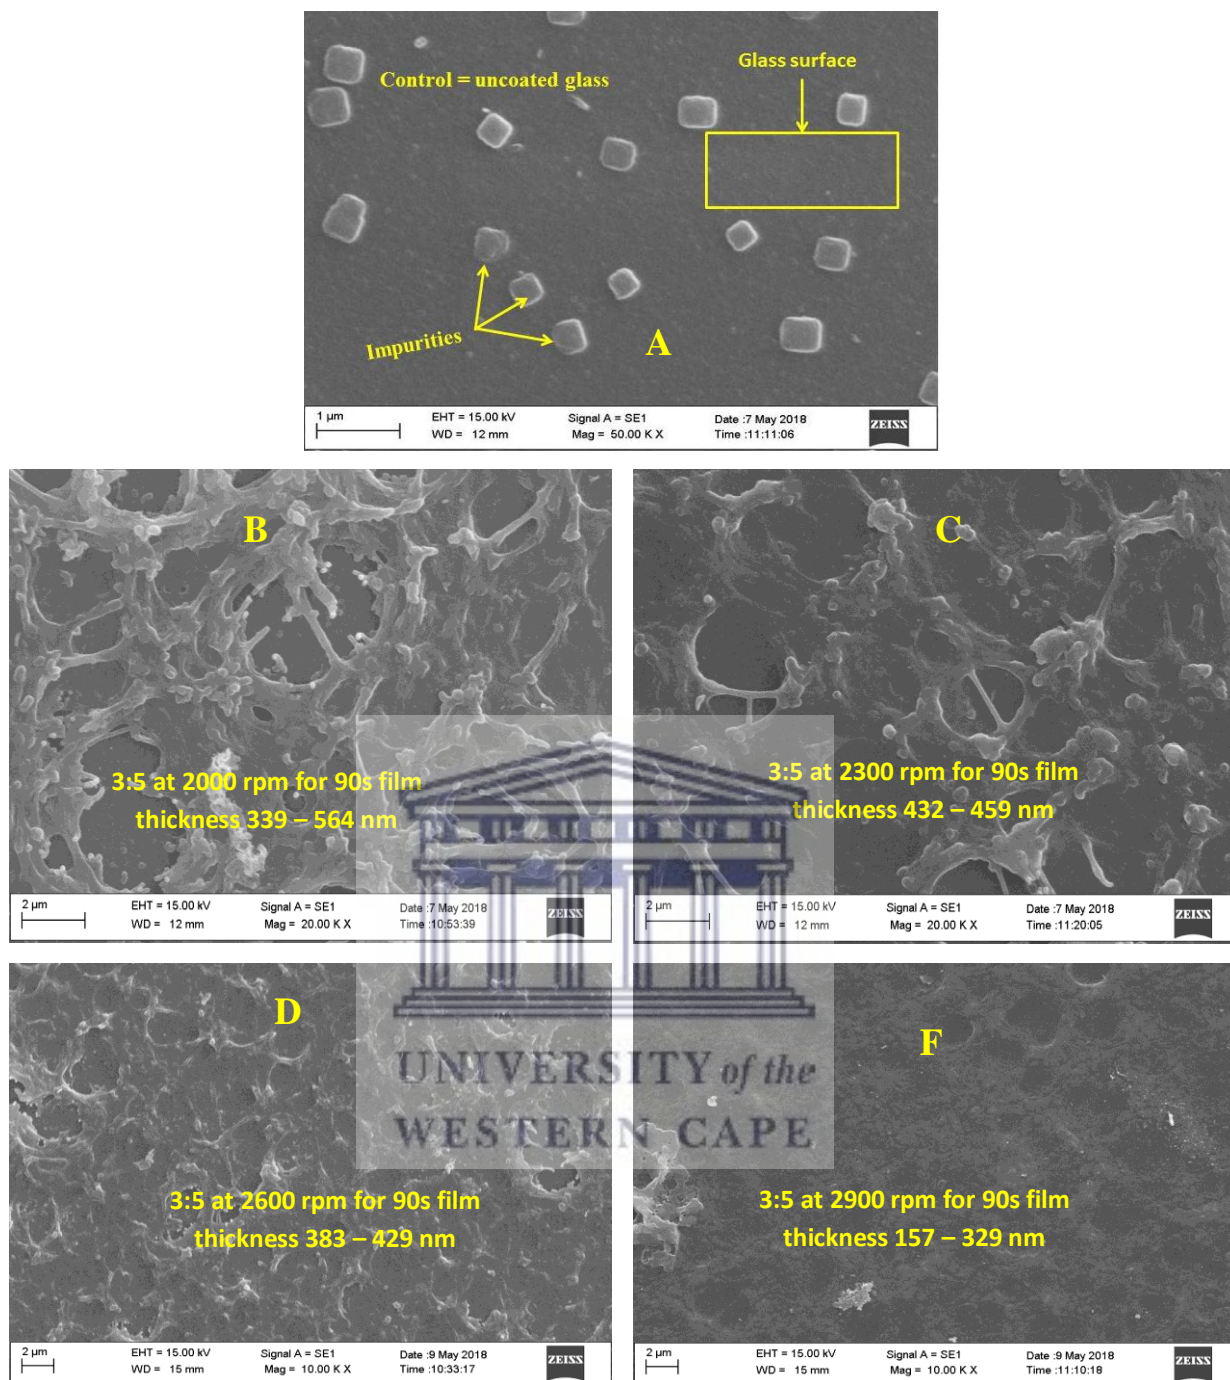 Control = uncoated glass
Glass surface
Impurities
A
1 µm
EHT = 15.00 kV
Signal A = SE1
Date :7 May 2018
WD = 12 mm
Mag = 50.00 K X
Time :11:11:06
ZEISS
B
3:5 at 2000 rpm for 90s film
thickness 339 – 564 nm
2 µm
EHT = 15.00 kV
Signal A = SE1
Date :7 May 2018
WD = 12 mm
Mag = 20.00 K X
Time :10:53:39
ZEISS
C
3:5 at 2300 rpm for 90s film
thickness 432 – 459 nm
2 µm
EHT = 15.00 kV
Signal A = SE1
Date :7 May 2018
WD = 12 mm
Mag = 20.00 K X
Time :11:20:05
ZEISS
D
3:5 at 2600 rpm for 90s film
thickness 383 – 429 nm
2 µm
EHT = 15.00 kV
Signal A = SE1
Date :9 May 2018
WD = 15 mm
Mag = 10.00 K X
Time :10:33:17
ZEISS
F
3:5 at 2900 rpm for 90s film
thickness 157 – 329 nm
2 µm
EHT = 15.00 kV
Signal A = SE1
Date :9 May 2018
WD = 15 mm
Mag = 10.00 K X
Time :11:10:18
ZEISS
UNIVERSITY of the
WESTERN CAPE